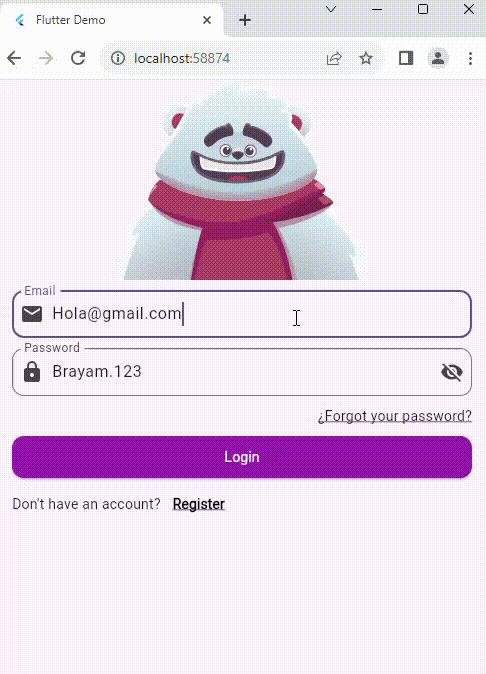 Flutter Demo
localhost:58874
Email
Hola@gmail.com
Password
Brayam.123
¿Forgot your password?
Login
Don't have an account? Register